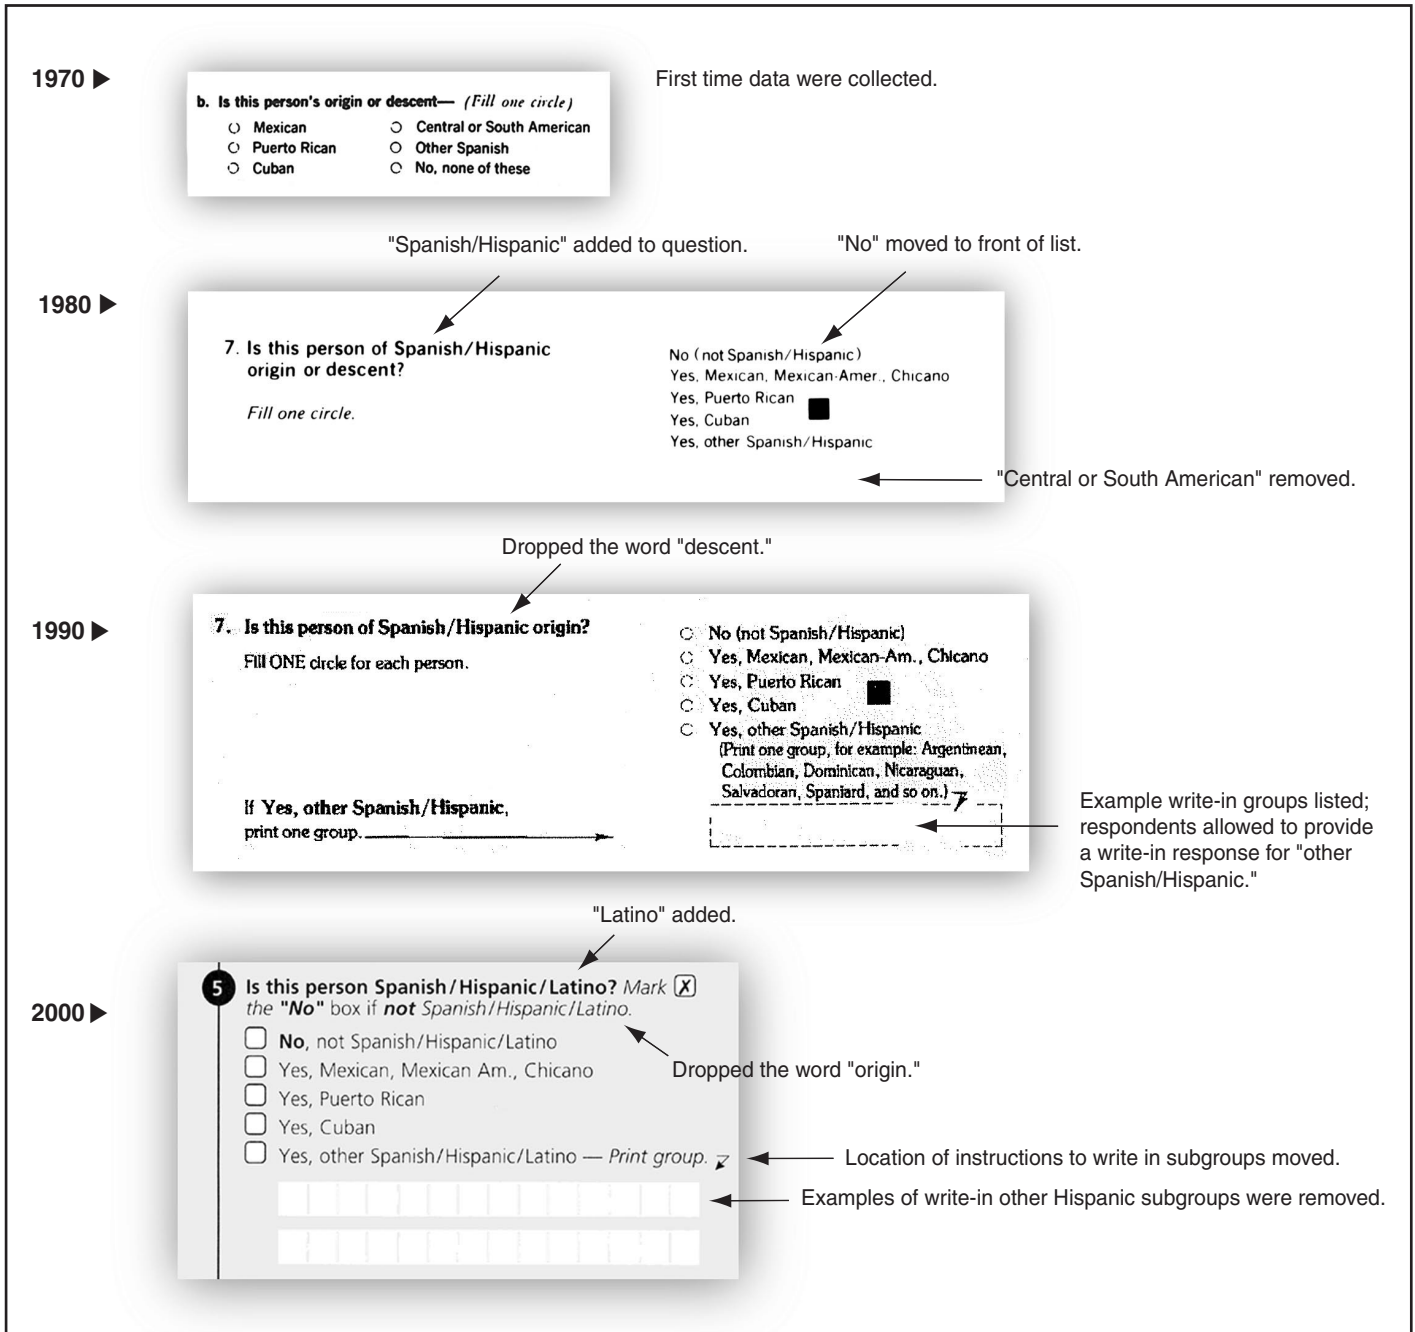 1970 ▶
First time data were collected.
b. Is this person's origin or descent— (Fill one circle)
Mexican
Central or South American
Puerto Rican
Other Spanish
Cuban
No, none of these
"Spanish/Hispanic" added to question.
"No" moved to front of list.
1980 ▶
7. Is this person of Spanish/Hispanic
origin or descent?
Fill one circle.
No (not Spanish/Hispanic)
Yes, Mexican, Mexican-Amer., Chicano
Yes, Puerto Rican
Yes, Cuban
Yes, other Spanish/Hispanic
"Central or South American" removed.
Dropped the word "descent."
1990 ▶
7. Is this person of Spanish/Hispanic origin?
Fill ONE circle for each person.
No (not Spanish/Hispanic)
Yes, Mexican, Mexican-Am., Chicano
Yes, Puerto Rican
Yes, Cuban
Yes, other Spanish/Hispanic
(Print one group, for example: Argentinean,
Colombian, Dominican, Nicaraguan,
Salvadoran, Spaniard, and so on.)
If Yes, other Spanish/Hispanic,
print one group.
Example write-in groups listed;
respondents allowed to provide
a write-in response for "other
Spanish/Hispanic."
"Latino" added.
2000 ▶
5 Is this person Spanish/Hispanic/Latino? Mark X
the "No" box if not Spanish/Hispanic/Latino.
No, not Spanish/Hispanic/Latino
Yes, Mexican, Mexican Am., Chicano
Yes, Puerto Rican
Yes, Cuban
Yes, other Spanish/Hispanic/Latino — Print group.
Dropped the word "origin."
Location of instructions to write in subgroups moved.
Examples of write-in other Hispanic subgroups were removed.